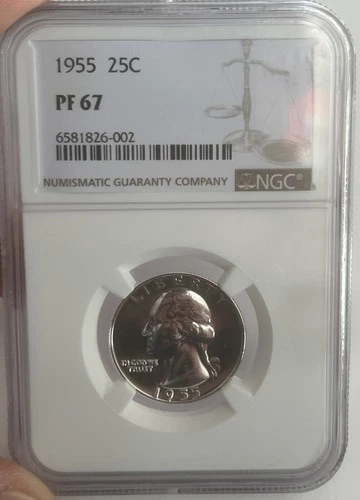 1955 25C
PF 67
6581826-002
NUMISMATIC GUARANTY COMPANY NGC®
LIBERTY
IN GOD WE
TRUST
1955